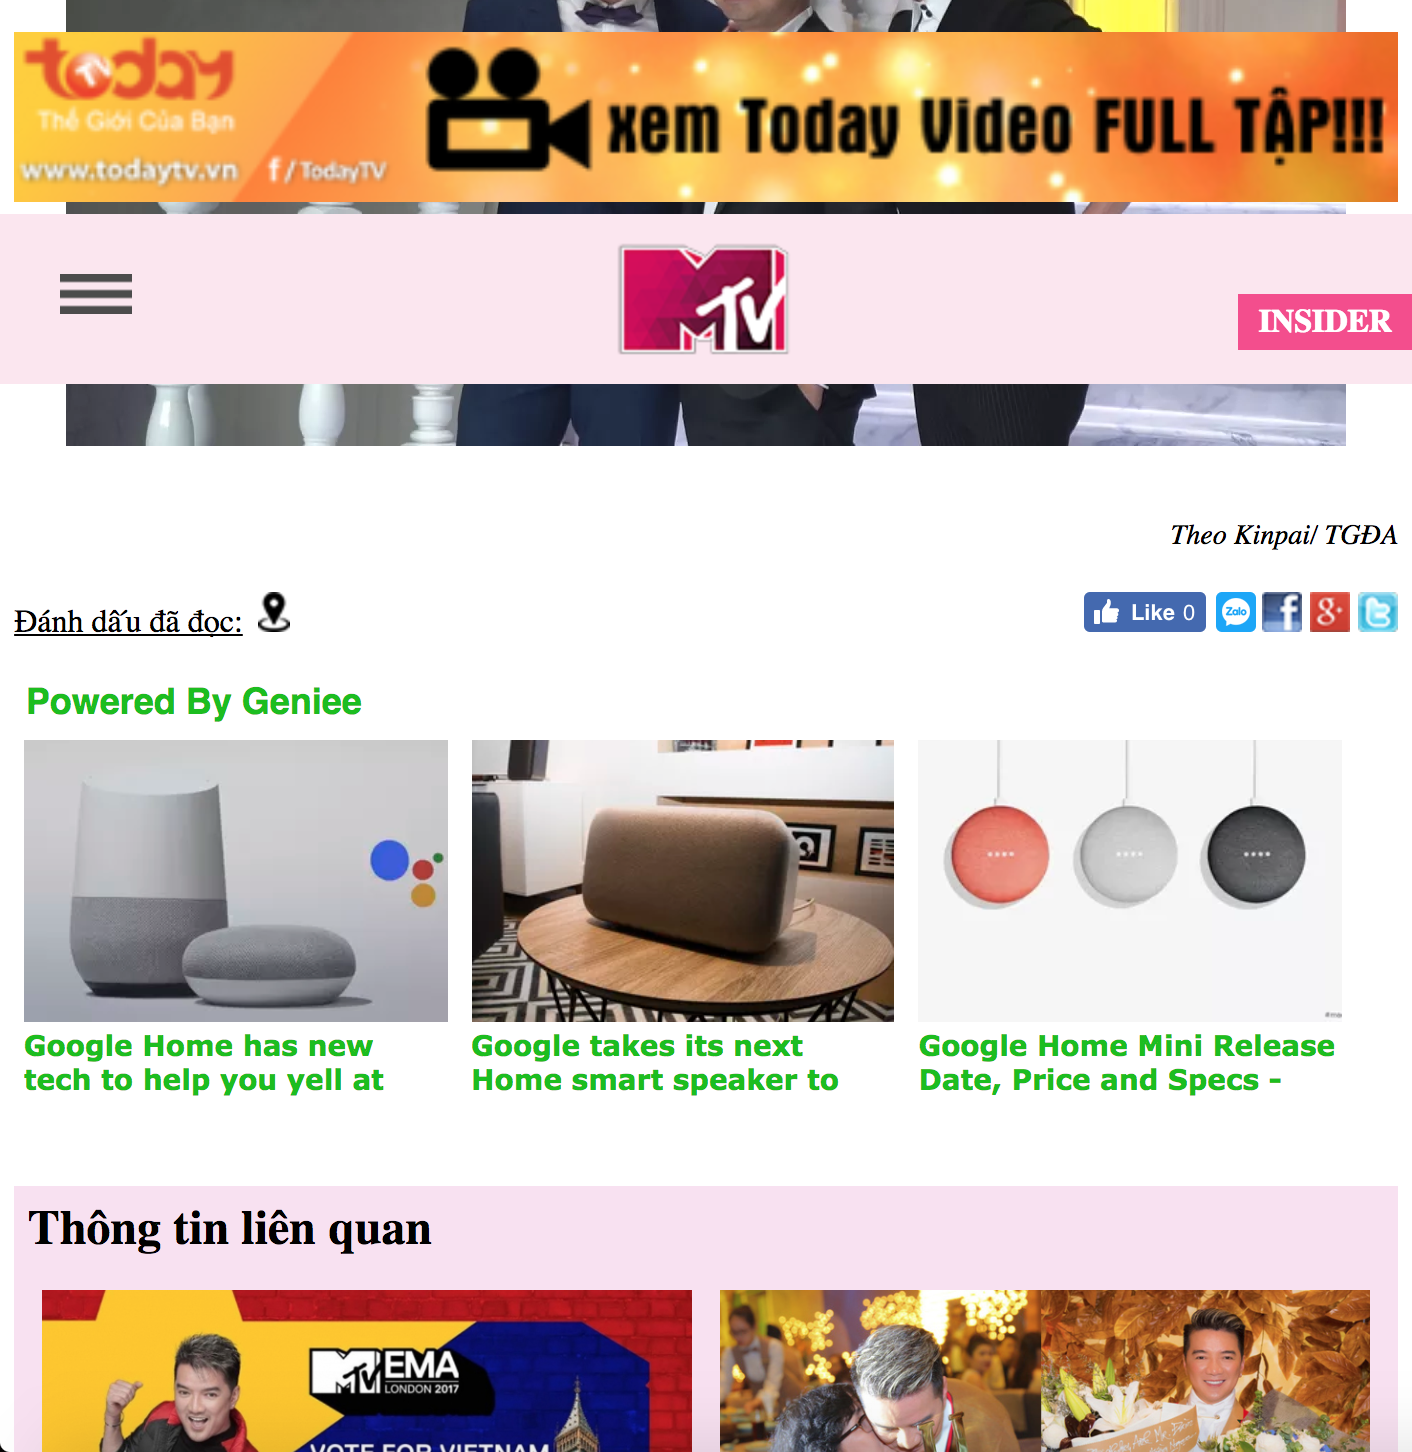 today
TV
Thế Giới Của Bạn
www.todaytv.vn f/TodayTV
xem Today Video FULL TẬP!!!
MTV
INSIDER
Theo Kinpai/ TGĐA
Đánh dấu đã đọc:
Like 0
Zalo
Powered By Geniee
Google Home has new
tech to help you yell at
Google takes its next
Home smart speaker to
Google Home Mini Release
Date, Price and Specs -
Thông tin liên quan
MTV EMA
LONDON 2017
VOTE FOR VIETNAM